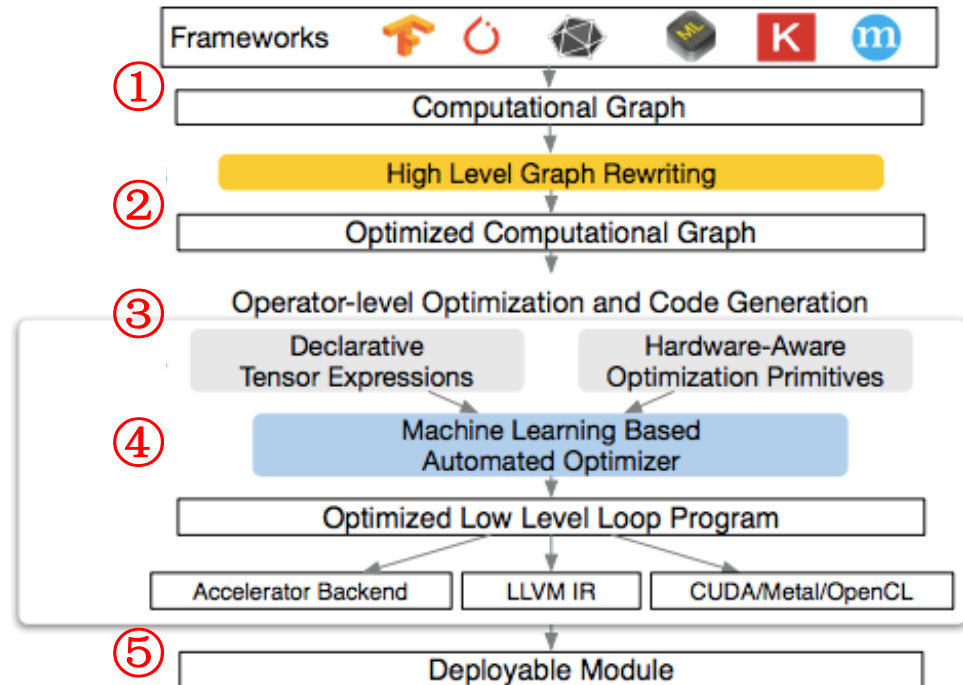 Frameworks ML K m
①
Computational Graph
High Level Graph Rewriting
②
Optimized Computational Graph
③
Operator-level Optimization and Code Generation
Declarative
Tensor Expressions
Hardware-Aware
Optimization Primitives
④
Machine Learning Based
Automated Optimizer
Optimized Low Level Loop Program
Accelerator Backend
LLVM IR
CUDA/Metal/OpenCL
⑤
Deployable Module